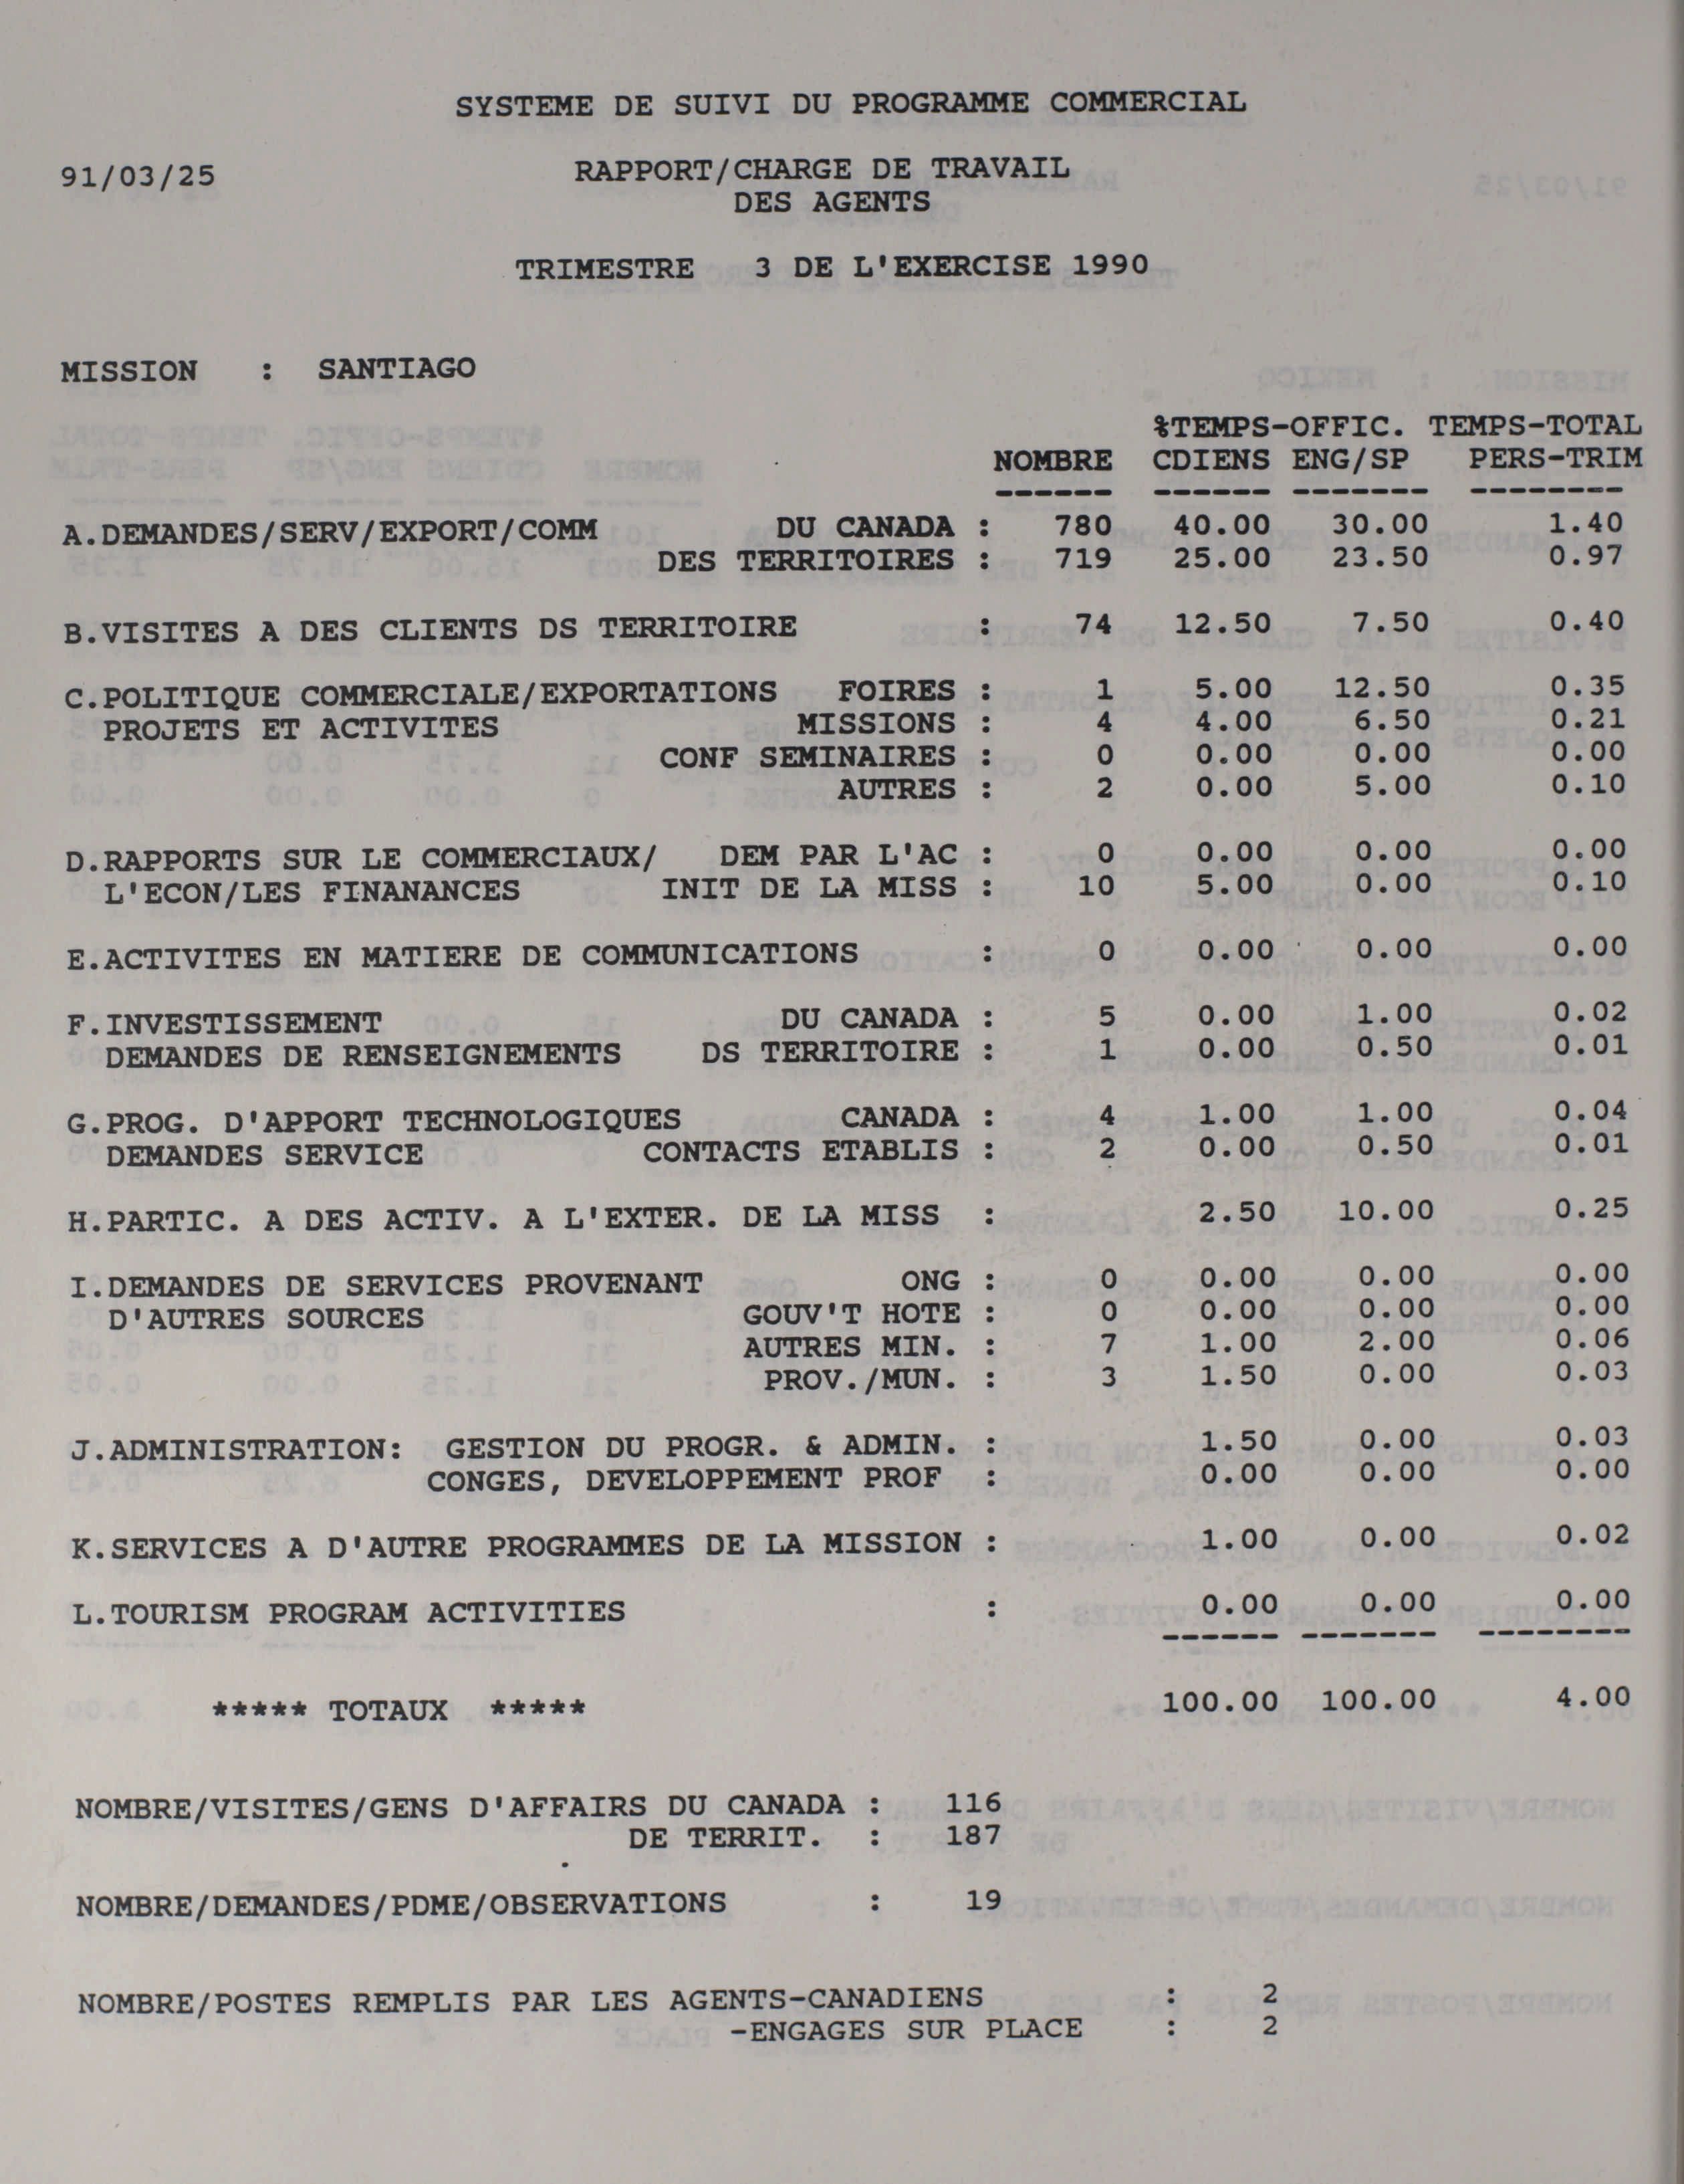 SYSTEME DE SUIVI DU PROGRAMME COMMERCIAL
91/03/25 RAPPORT/CHARGE DE TRAVAIL
DES AGENTS
TRIMESTRE 3 DE L'EXERCISE 1990
MISSION : SANTIAGO
%TEMPS-OFFIC. TEMPS-TOTAL
NOMBRE CDIENS ENG/SP PERS-TRIM
------ ------ ------- --------
A.DEMANDES/SERV/EXPORT/COMM DU CANADA : 780 40.00 30.00 1.40
DES TERRITOIRES : 719 25.00 23.50 0.97
B.VISITES A DES CLIENTS DS TERRITOIRE : 74 12.50 7.50 0.40
C.POLITIQUE COMMERCIALE/EXPORTATIONS FOIRES : 1 5.00 12.50 0.35
PROJETS ET ACTIVITES MISSIONS : 4 4.00 6.50 0.21
CONF SEMINAIRES : 0 0.00 0.00 0.00
AUTRES : 2 0.00 5.00 0.10
D.RAPPORTS SUR LE COMMERCIAUX/ DEM PAR L'AC : 0 0.00 0.00 0.00
L'ECON/LES FINANANCES INIT DE LA MISS : 10 5.00 0.00 0.10
E.ACTIVITES EN MATIERE DE COMMUNICATIONS : 0 0.00 0.00 0.00
F.INVESTISSEMENT DU CANADA : 5 0.00 1.00 0.02
DEMANDES DE RENSEIGNEMENTS DS TERRITOIRE : 1 0.00 0.50 0.01
G.PROG. D'APPORT TECHNOLOGIQUES CANADA : 4 1.00 1.00 0.04
DEMANDES SERVICE CONTACTS ETABLIS : 2 0.00 0.50 0.01
H.PARTIC. A DES ACTIV. A L'EXTER. DE LA MISS : 2.50 10.00 0.25
I.DEMANDES DE SERVICES PROVENANT ONG : 0 0.00 0.00 0.00
D'AUTRES SOURCES GOUV'T HOTE : 0 0.00 0.00 0.00
AUTRES MIN. : 7 1.00 2.00 0.06
PROV./MUN. : 3 1.50 0.00 0.03
J.ADMINISTRATION: GESTION DU PROGR. & ADMIN. : 1.50 0.00 0.03
CONGES, DEVELOPPEMENT PROF : 0.00 0.00 0.00
K.SERVICES A D'AUTRE PROGRAMMES DE LA MISSION : 1.00 0.00 0.02
L.TOURISM PROGRAM ACTIVITIES : 0.00 0.00 0.00
------ ------- --------
***** TOTAUX ***** 100.00 100.00 4.00
NOMBRE/VISITES/GENS D'AFFAIRS DU CANADA : 116
DE TERRIT. : 187
NOMBRE/DEMANDES/PDME/OBSERVATIONS : 19
NOMBRE/POSTES REMPLIS PAR LES AGENTS-CANADIENS : 2
-ENGAGES SUR PLACE : 2